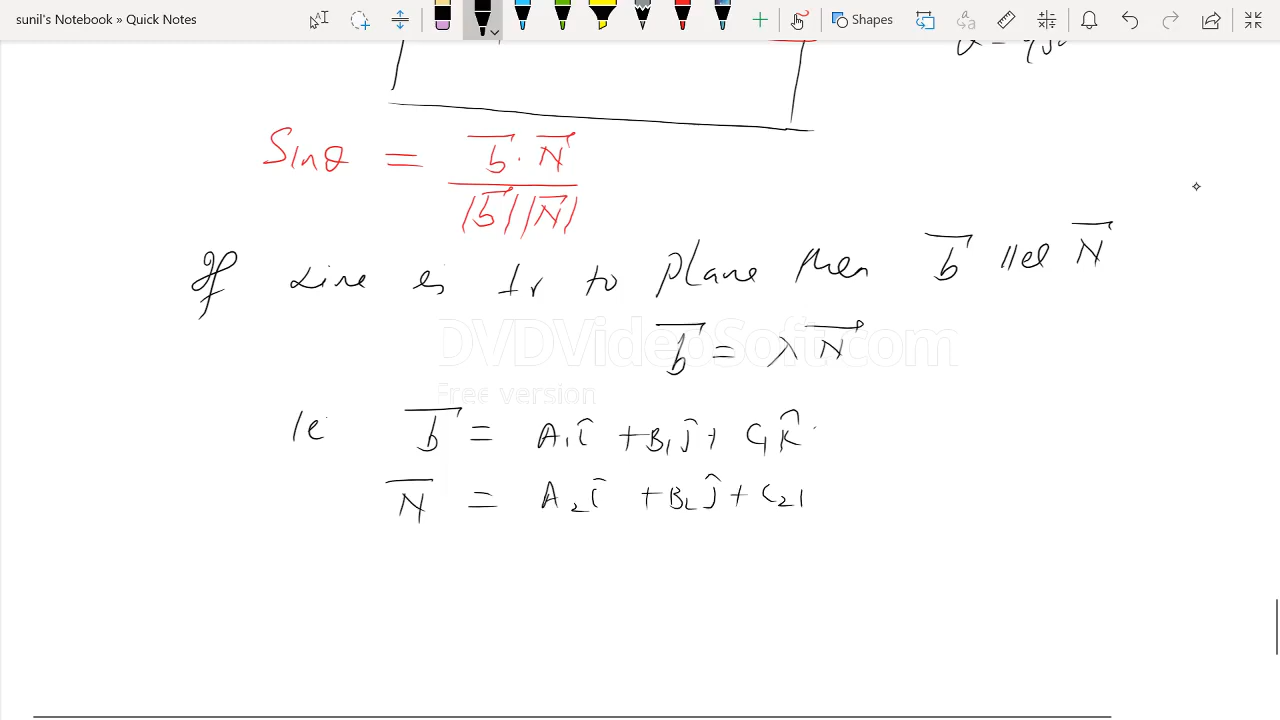 sunil's Notebook » Quick Notes
Shapes
Sinθ = b⃗ · N⃗ / |b⃗| |N⃗|
If Line is ⊥r to plane then b⃗ llel N⃗
DVDVideoSoft.com
b⃗ = λ N⃗
Free version
ie b⃗ = A₁î + B₁ĵ + C₁k̂
N⃗ = A₂î + B₂ĵ + C₂